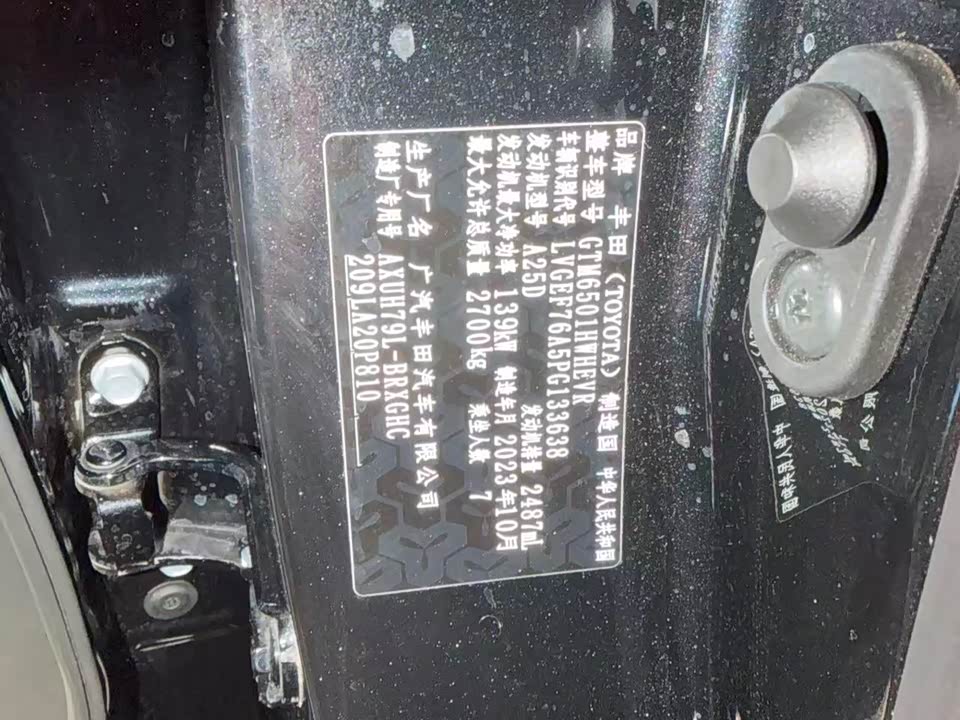 品牌 丰田（TOYOTA） 制造国 中华人民共和国
整车型号 GTM6501HWHEVR
车辆识别代号 LVGEF76A5PG133638
发动机型号 A25D 发动机排量 2487mL
发动机最大净功率 139kW 制造年月 2023年10月
最大允许总质量 2700kg 乘坐人数 7
生产厂名 广汽丰田汽车有限公司
制造厂专用号 AXUH79L-BRXGHC
209LA20P810